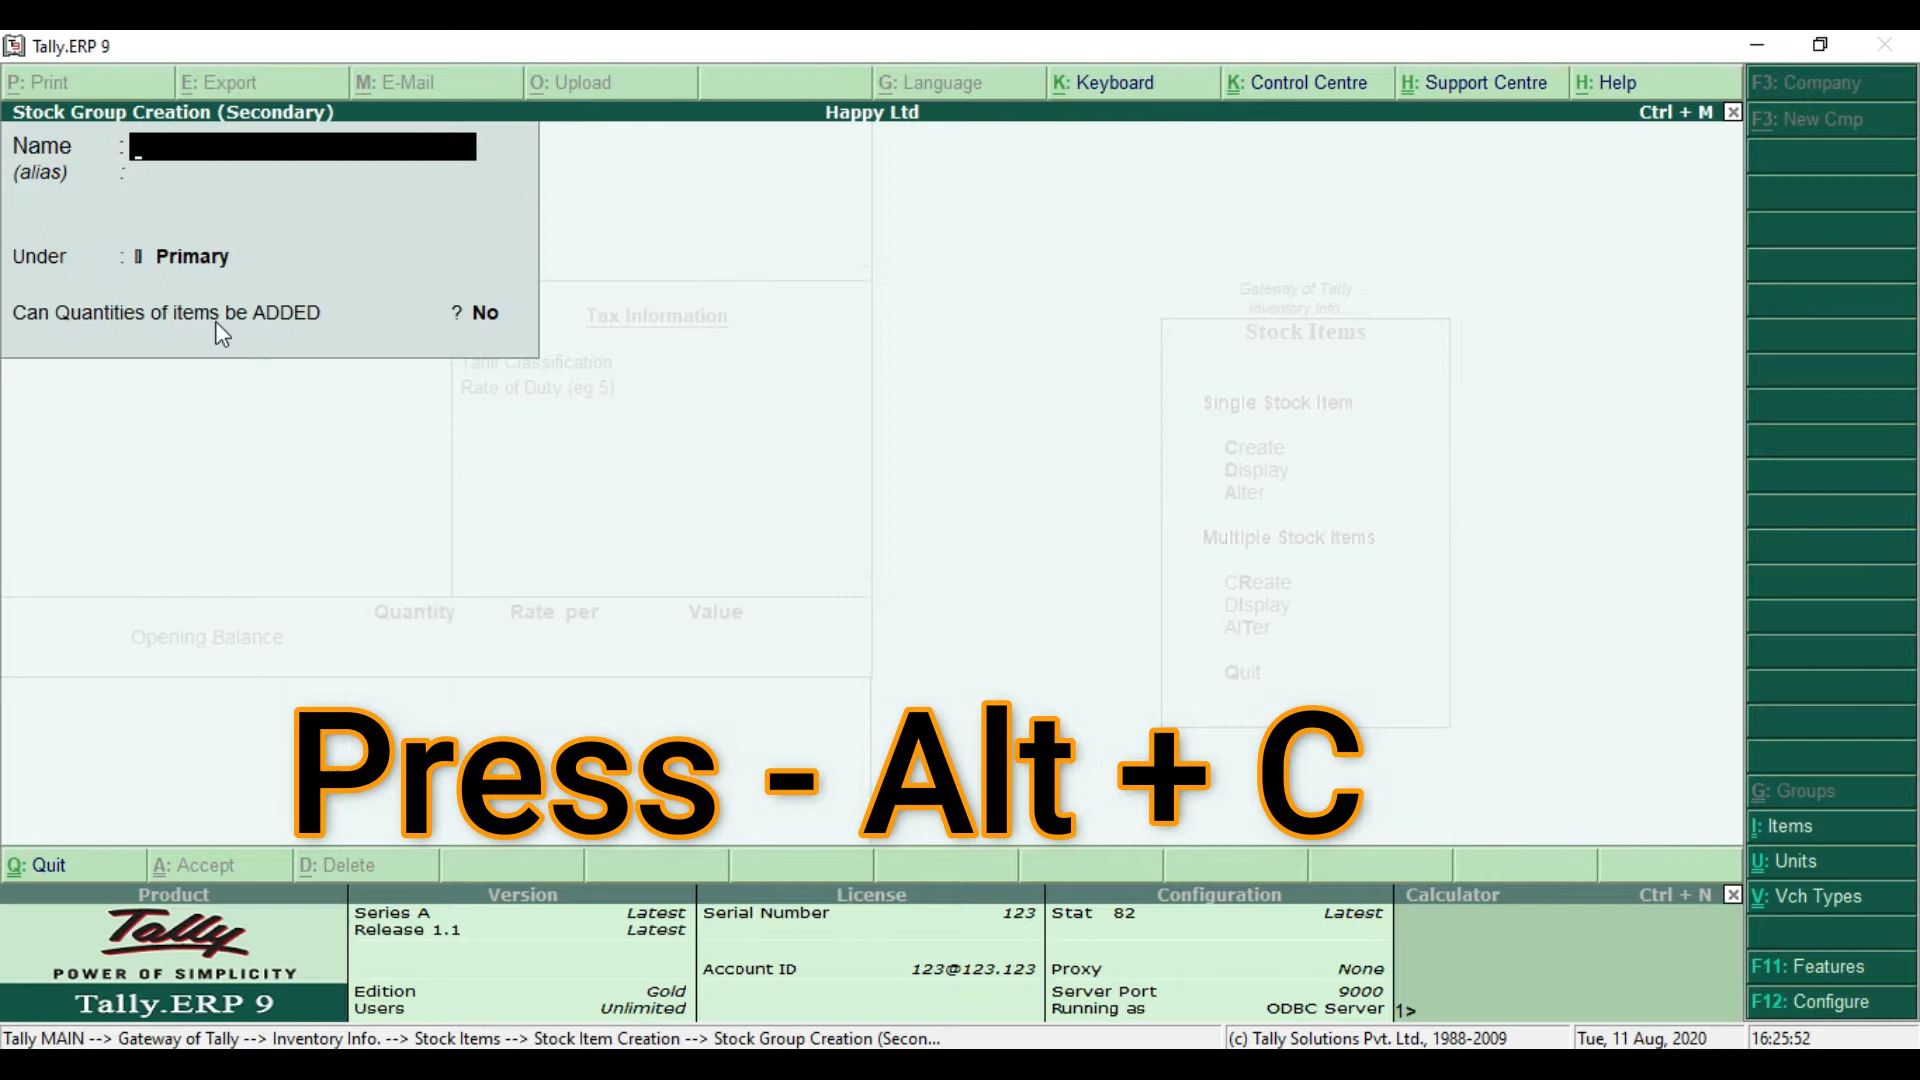 Tally.ERP 9
P: Print E: Export M: E-Mail O: Upload G: Language K: Keyboard K: Control Centre H: Support Centre H: Help
F3: Company
Stock Group Creation (Secondary) Happy Ltd Ctrl + M
F3: New Cmp
Name :
(alias) :
Under : Primary
Can Quantities of items be ADDED ? No
Tax Information
Tariff Classification
Rate of Duty (eg 5)
Quantity Rate per Value
Opening Balance
Gateway of Tally ...
Inventory Info. ...
Stock Items
Single Stock Item
Create
Display
Alter
Multiple Stock Items
CReate
DIsplay
AlTer
Quit
Press - Alt + C
G: Groups
I: Items
U: Units
V: Vch Types
F11: Features
F12: Configure
Q: Quit A: Accept D: Delete
Product Version License Configuration Calculator Ctrl + N
Tally
POWER OF SIMPLICITY
Tally.ERP 9
Series A Latest
Release 1.1 Latest
Edition Gold
Users Unlimited
Serial Number 123
Account ID 123@123.123
Stat 82 Latest
Proxy None
Server Port 9000
Running as ODBC Server
1>
Tally MAIN --> Gateway of Tally --> Inventory Info. --> Stock Items --> Stock Item Creation --> Stock Group Creation (Secon... (c) Tally Solutions Pvt. Ltd., 1988-2009 Tue, 11 Aug, 2020 16:25:52